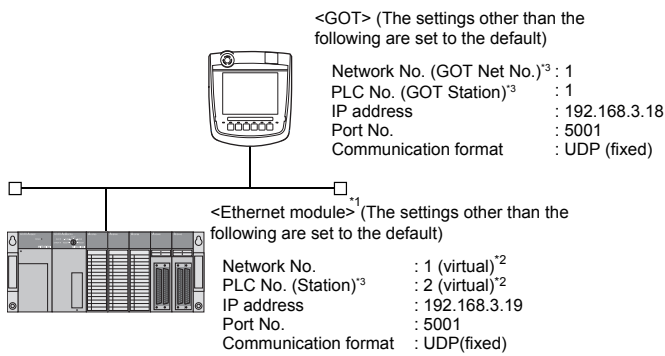 <GOT> (The settings other than the
following are set to the default)
Network No. (GOT Net No.)*3 : 1
PLC No. (GOT Station)*3 : 1
IP address : 192.168.3.18
Port No. : 5001
Communication format : UDP (fixed)
<Ethernet module>*1 (The settings other than the
following are set to the default)
Network No. : 1 (virtual)*2
PLC No. (Station)*3 : 2 (virtual)*2
IP address : 192.168.3.19
Port No. : 5001
Communication format : UDP(fixed)